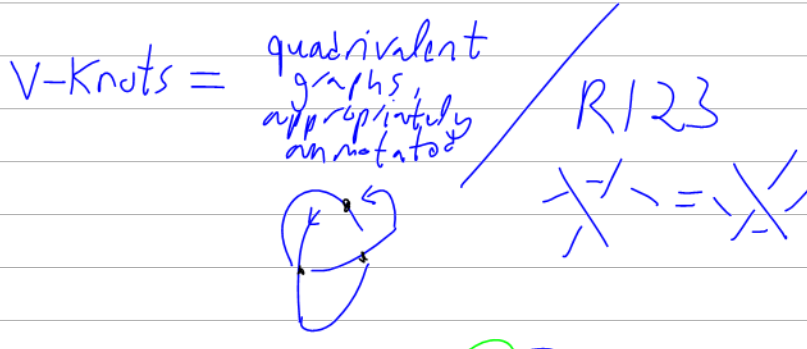 V-Knots = quadrivalent graphs, appropriately annotated / R123
=